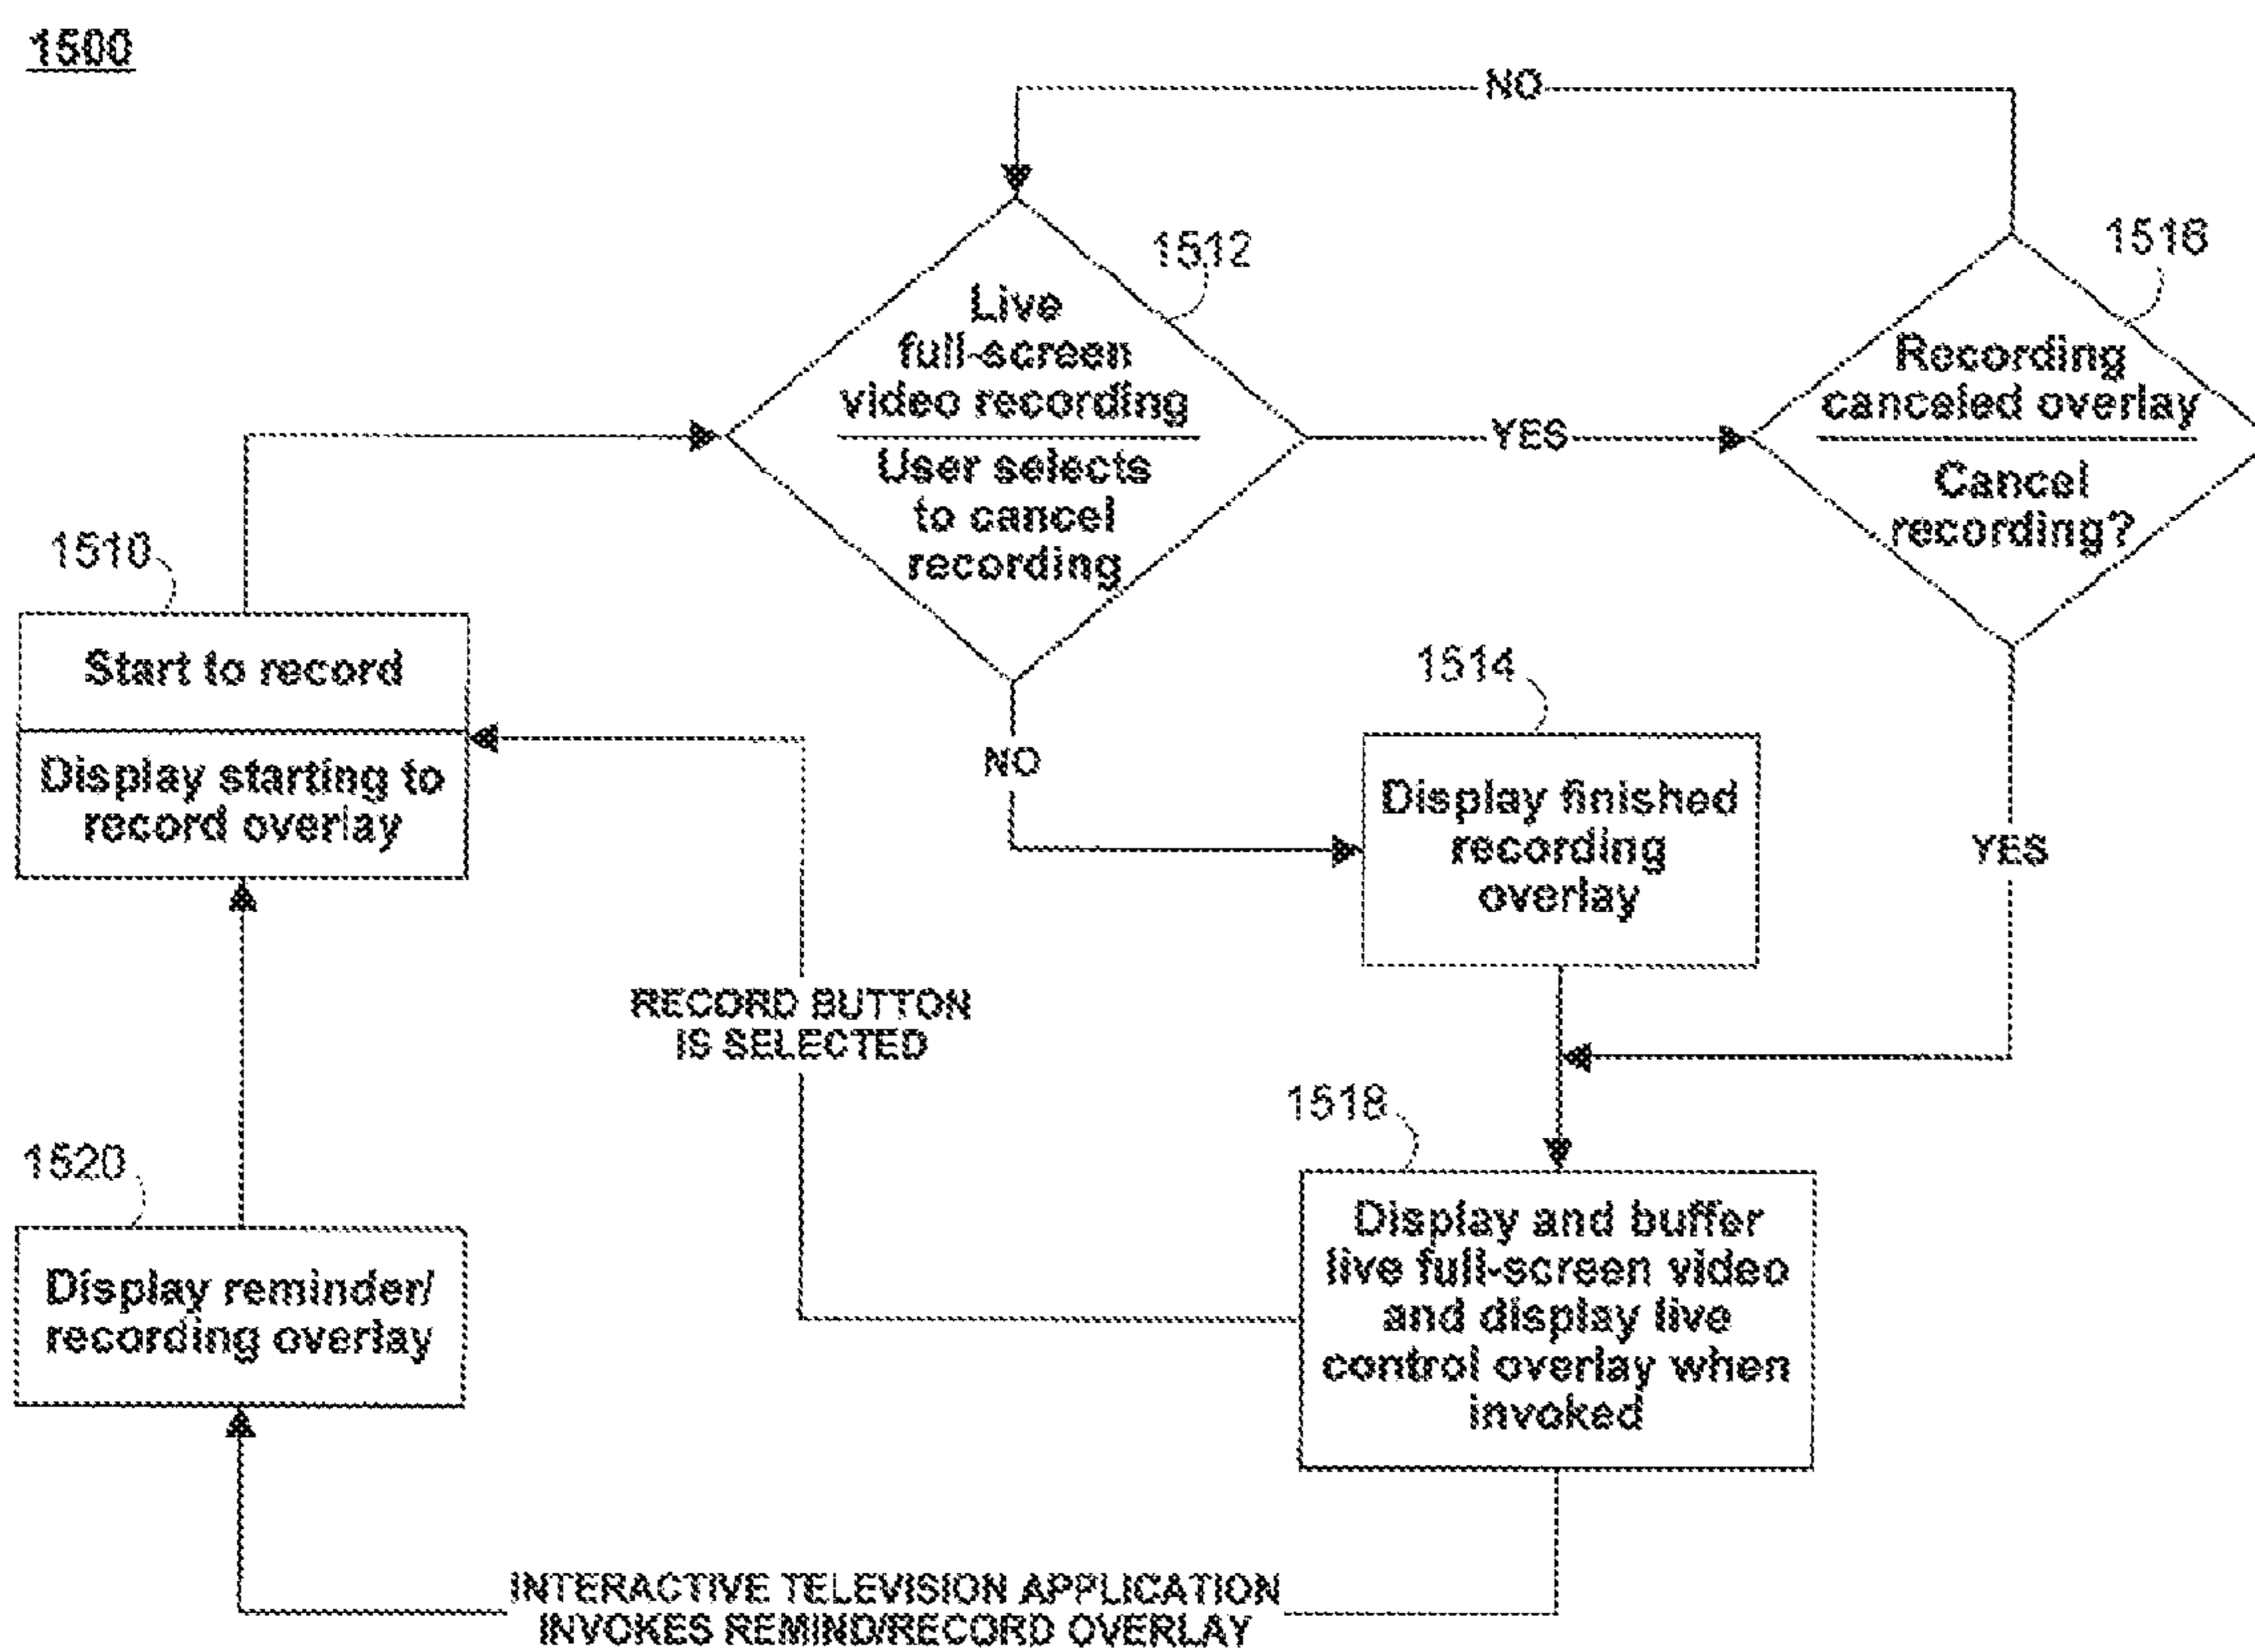 1500
NO
1512
1516
Live
full-screen
video recording
User selects
to cancel
recording
YES
Recording
canceled overlay
Cancel
recording?
1510
Start to record
Display starting to
record overlay
NO
1514
Display finished
recording
overlay
YES
RECORD BUTTON
IS SELECTED
1518
Display and buffer
live full-screen video
and display live
control overlay when
invoked
1520
Display reminder/
recording overlay
INTERACTIVE TELEVISION APPLICATION
INVOKES REMIND/RECORD OVERLAY